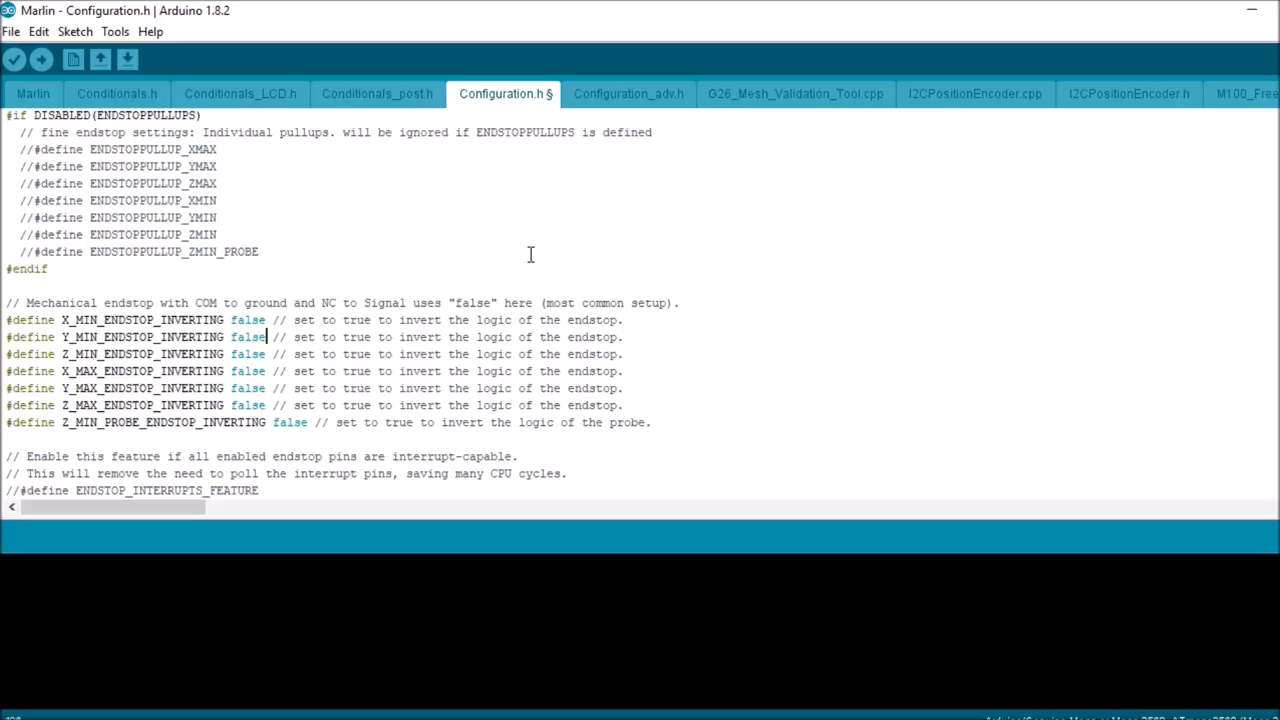 Marlin - Configuration.h | Arduino 1.8.2
File Edit Sketch Tools Help
Marlin Conditionals.h Conditionals_LCD.h Conditionals_post.h Configuration.h § Configuration_adv.h G26_Mesh_Validation_Tool.cpp I2CPositionEncoder.cpp I2CPositionEncoder.h M100_Free
#if DISABLED(ENDSTOPPULLUPS)
// fine endstop settings: Individual pullups. will be ignored if ENDSTOPPULLUPS is defined
//#define ENDSTOPPULLUP_XMAX
//#define ENDSTOPPULLUP_YMAX
//#define ENDSTOPPULLUP_ZMAX
//#define ENDSTOPPULLUP_XMIN
//#define ENDSTOPPULLUP_YMIN
//#define ENDSTOPPULLUP_ZMIN
//#define ENDSTOPPULLUP_ZMIN_PROBE
#endif
// Mechanical endstop with COM to ground and NC to Signal uses "false" here (most common setup).
#define X_MIN_ENDSTOP_INVERTING false // set to true to invert the logic of the endstop.
#define Y_MIN_ENDSTOP_INVERTING false // set to true to invert the logic of the endstop.
#define Z_MIN_ENDSTOP_INVERTING false // set to true to invert the logic of the endstop.
#define X_MAX_ENDSTOP_INVERTING false // set to true to invert the logic of the endstop.
#define Y_MAX_ENDSTOP_INVERTING false // set to true to invert the logic of the endstop.
#define Z_MAX_ENDSTOP_INVERTING false // set to true to invert the logic of the endstop.
#define Z_MIN_PROBE_ENDSTOP_INVERTING false // set to true to invert the logic of the probe.
// Enable this feature if all enabled endstop pins are interrupt-capable.
// This will remove the need to poll the interrupt pins, saving many CPU cycles.
//#define ENDSTOP_INTERRUPTS_FEATURE